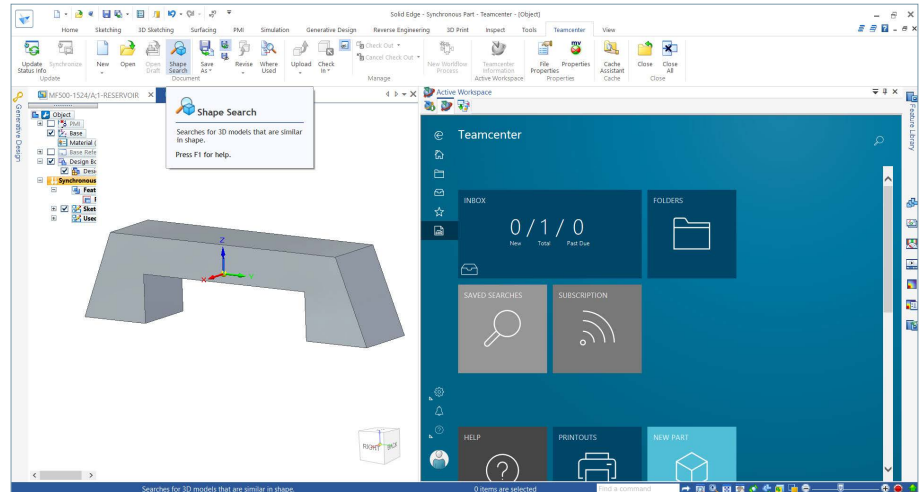 Solid Edge - Synchronous Part - Teamcenter - [Object]
Home Sketching 3D Sketching Surfacing PMI Simulation Generative Design Reverse Engineering 3D Print Inspect Tools Teamcenter View
Update Status Info Synchronize New Open Open Draft Shape Search Save As Revise Where Used Upload Check In Check Out Cancel Check Out New Workflow Process Teamcenter Information File Properties Properties Cache Assistant Close Close All
Update Document Manage Active Workspace Properties Cache Close
MF500-1524/A;1-RESERVOIR
Active Workspace
Generative Design
Feature Library
Object
PMI
Base
Material (
Base Refe
Design Bo
Desi
Synchronous
Feat
Sket
Used
Shape Search
Searches for 3D models that are similar
in shape.
Press F1 for help.
Z
X
Y
RIGHT BACK
Teamcenter
INBOX
0 / 1 / 0
New Total Past Due
FOLDERS
SAVED SEARCHES
SUBSCRIPTION
HELP
PRINTOUTS
NEW PART
Searches for 3D models that are similar in shape. 0 items are selected Find a command